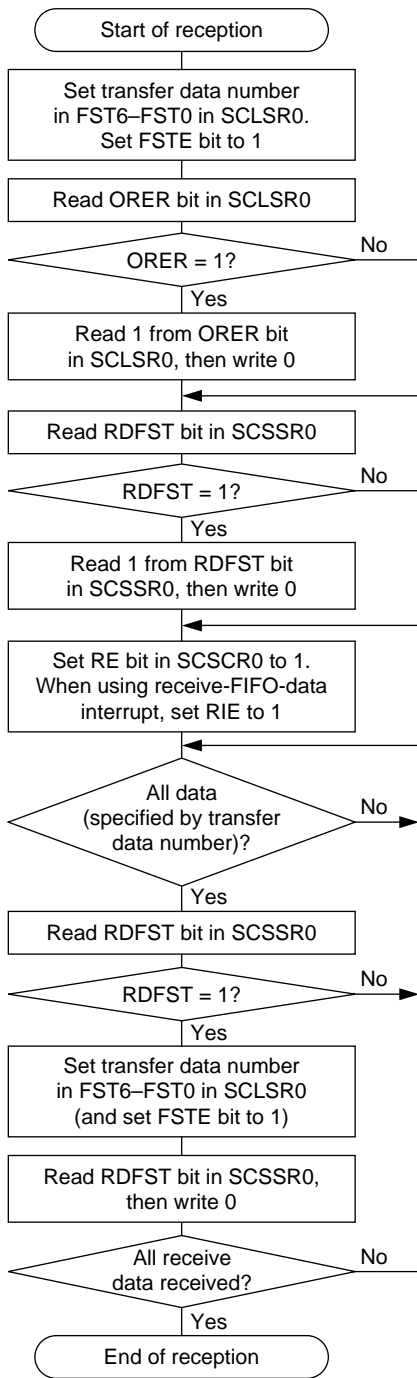 Start of reception
Set transfer data number
in FST6–FST0 in SCLSR0.
Set FSTE bit to 1
Read ORER bit in SCLSR0
ORER = 1?
No
Yes
Read 1 from ORER bit
in SCLSR0, then write 0
Read RDFST bit in SCSSR0
RDFST = 1?
No
Yes
Read 1 from RDFST bit
in SCSSR0, then write 0
Set RE bit in SCSCR0 to 1.
When using receive-FIFO-data
interrupt, set RIE to 1
All data
(specified by transfer
data number)?
No
Yes
Read RDFST bit in SCSSR0
RDFST = 1?
No
Yes
Set transfer data number
in FST6–FST0 in SCLSR0
(and set FSTE bit to 1)
Read RDFST bit in SCSSR0,
then write 0
All receive
data received?
No
Yes
End of reception